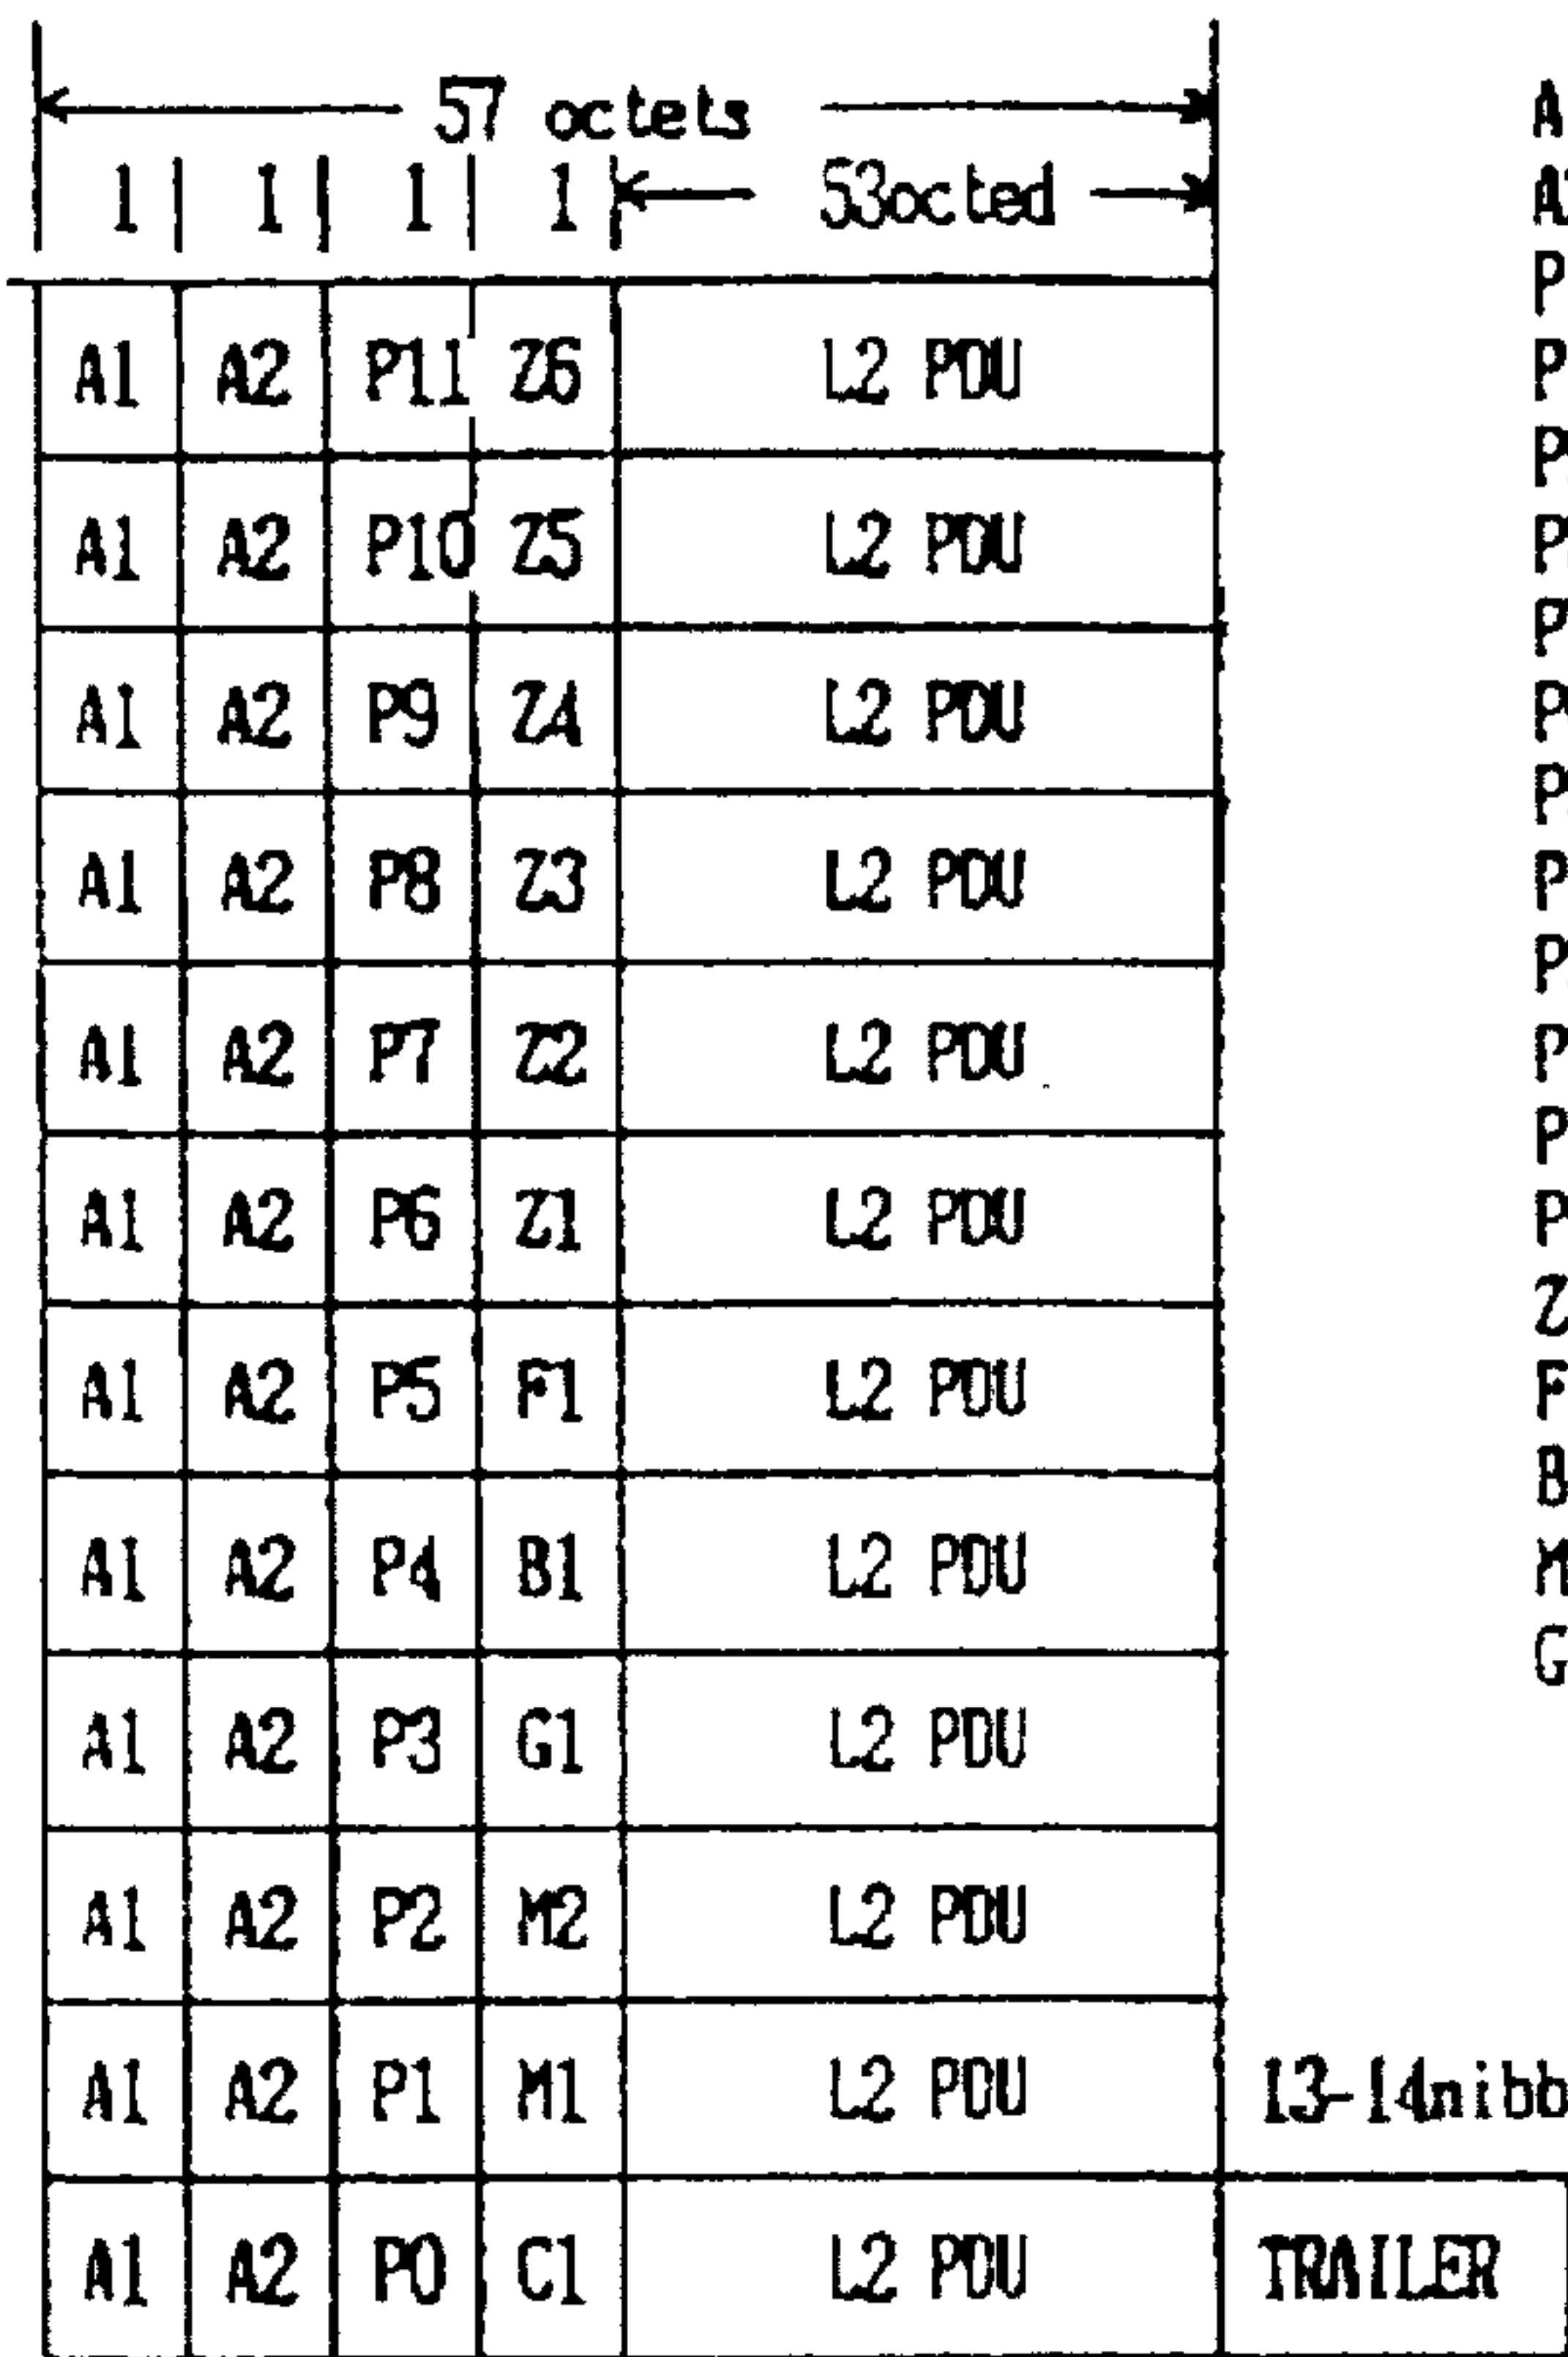 57 octets
1 1 1 1 53octed
A1 A2 P11 Z6 L2 PDU
A1 A2 P10 Z5 L2 PDU
A1 A2 P9 Z4 L2 PDU
A1 A2 P8 Z3 L2 PDU
A1 A2 P7 Z2 L2 PDU
A1 A2 P6 Z1 L2 PDU
A1 A2 P5 F1 L2 PDU
A1 A2 P4 B1 L2 PDU
A1 A2 P3 G1 L2 PDU
A1 A2 P2 M2 L2 PDU
A1 A2 P1 M1 L2 PDU 13-14nibb
A1 A2 P0 C1 L2 PDU TRAILER